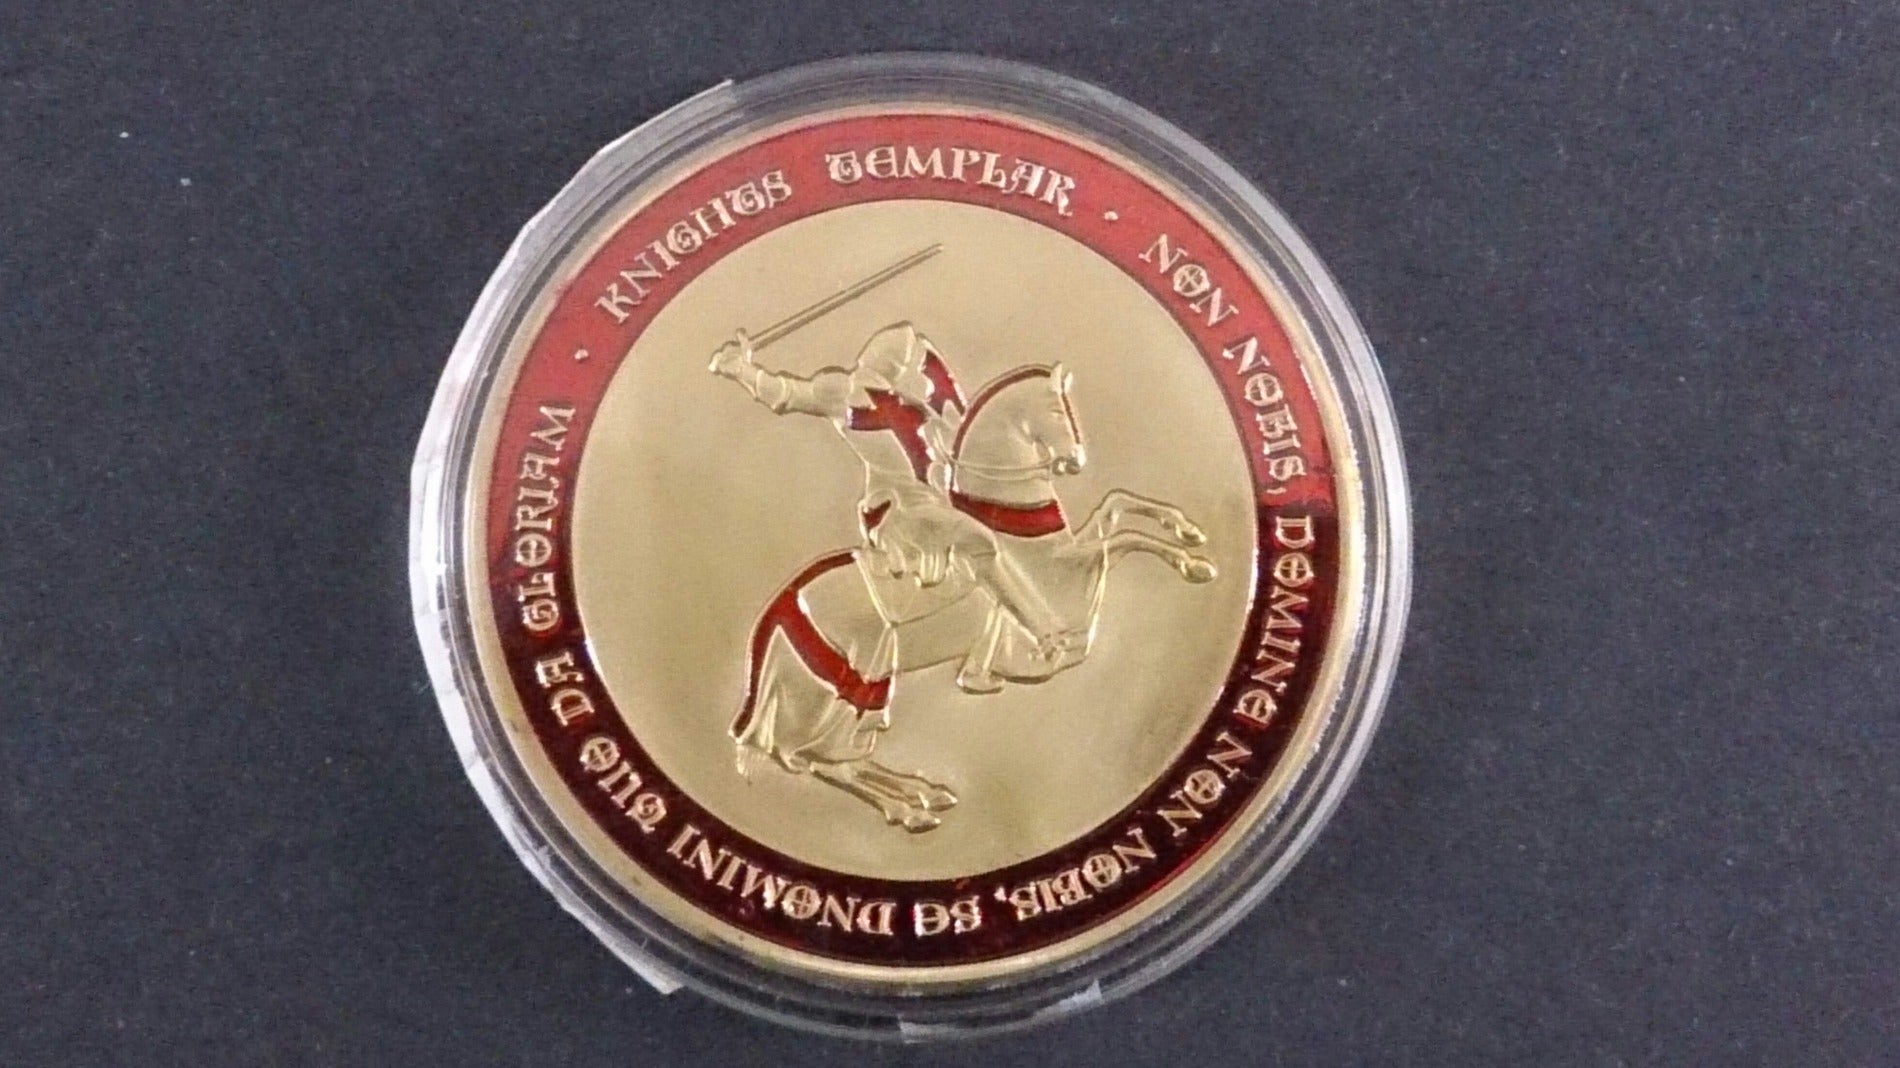 · KNIGHTS TEMPLAR · NON NOBIS, DOMINE NON NOBIS, SE DNOMINI TUO DA GLORIAM